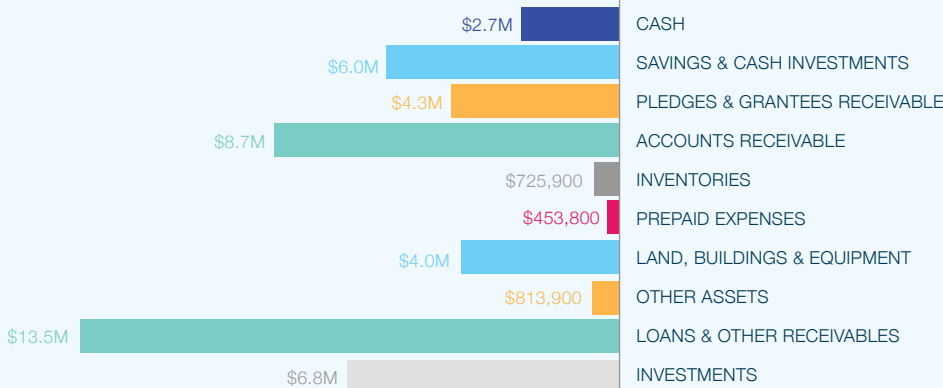 $2.7M CASH
$6.0M SAVINGS & CASH INVESTMENTS
$4.3M PLEDGES & GRANTEES RECEIVABLE
$8.7M ACCOUNTS RECEIVABLE
$725,900 INVENTORIES
$453,800 PREPAID EXPENSES
$4.0M LAND, BUILDINGS & EQUIPMENT
$813,900 OTHER ASSETS
$13.5M LOANS & OTHER RECEIVABLES
$6.8M INVESTMENTS